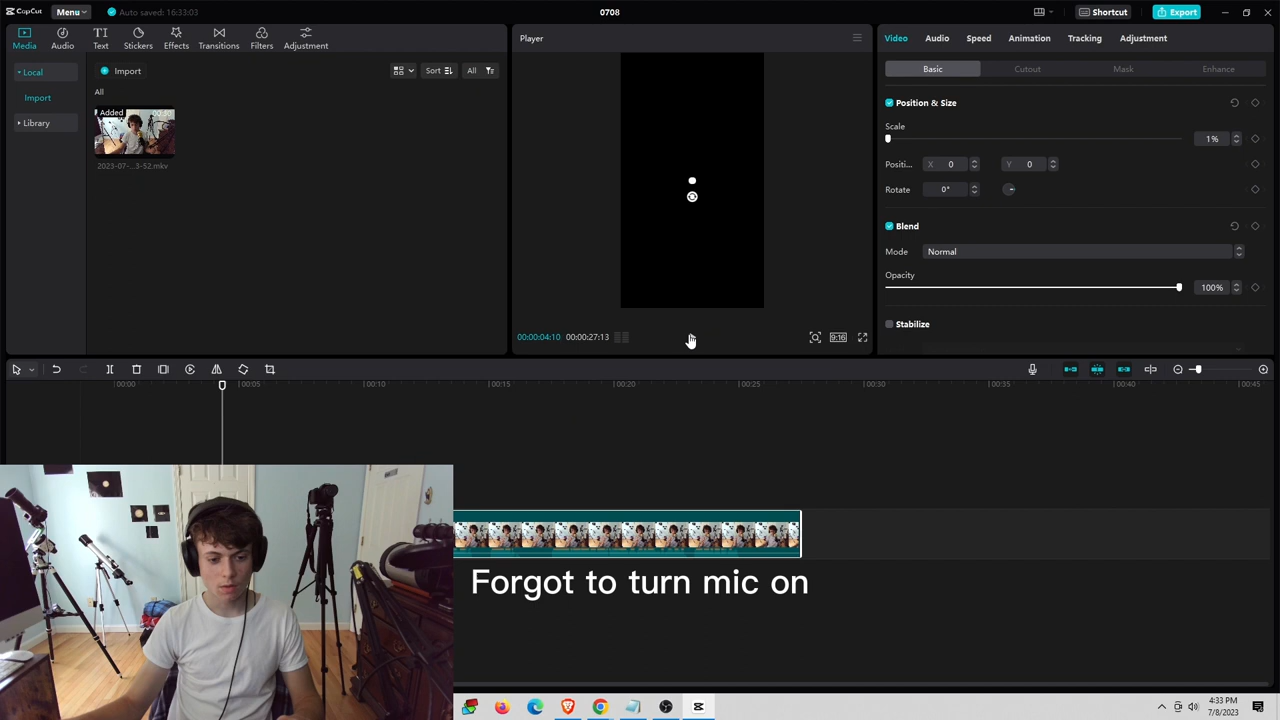 CapCut Menu Auto saved: 16:33:03 0708 Shortcut Export
Media Audio Text Stickers Effects Transitions Filters Adjustment
Player
Video Audio Speed Animation Tracking Adjustment
Local
Import
Sort
All
Basic Cutout Mask Enhance
Import
All
Position & Size
Library
Added
2023-07-...3-52.mkv
Scale
1%
Positi... X 0 Y 0
Rotate 0°
Blend
Mode Normal
Opacity
100%
Stabilize
00:00:04:10 00:00:27:13
9:16
00:00 00:05 00:10 00:15 00:20 00:25 00:30 00:35 00:40 00:45
Forgot to turn mic on
4:33 PM
7/8/2023